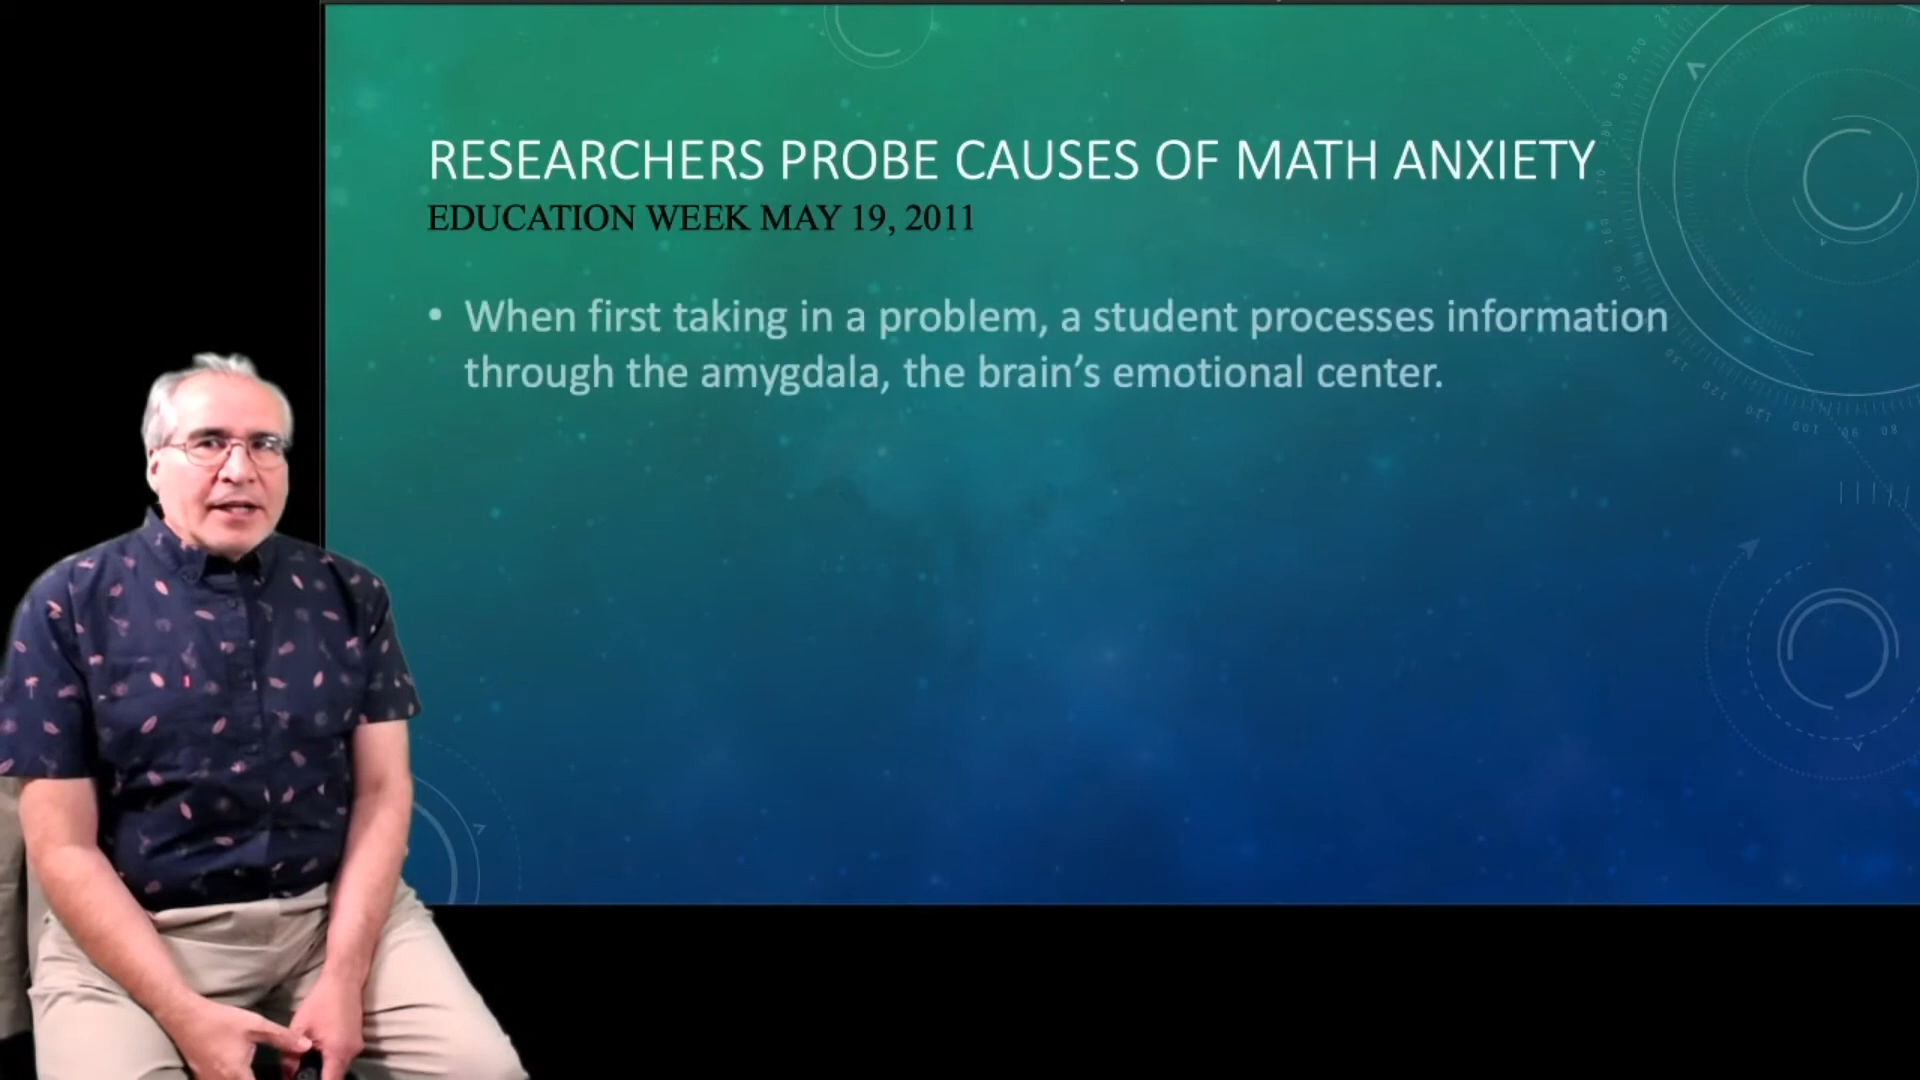 RESEARCHERS PROBE CAUSES OF MATH ANXIETY
EDUCATION WEEK MAY 19, 2011
• When first taking in a problem, a student processes information
through the amygdala, the brain’s emotional center.